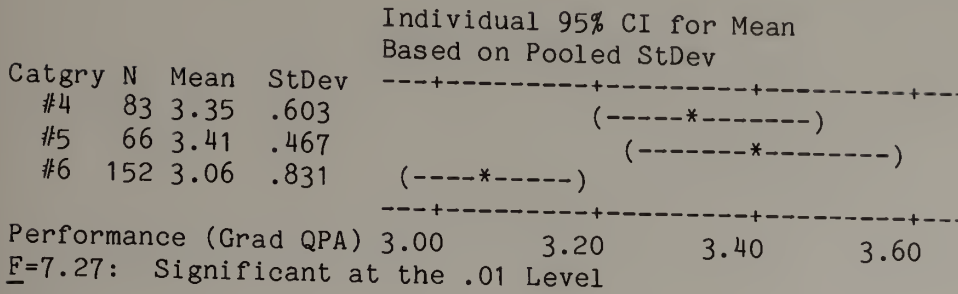 Individual 95% CI for Mean
Based on Pooled StDev
Catgry N Mean StDev ---+---------+---------+---------+---
#4 83 3.35 .603 (-----*-------)
#5 66 3.41 .467 (-------*--------)
#6 152 3.06 .831 (----*-----)
---+---------+---------+---------+---
Performance (Grad QPA) 3.00 3.20 3.40 3.60
F=7.27: Significant at the .01 Level